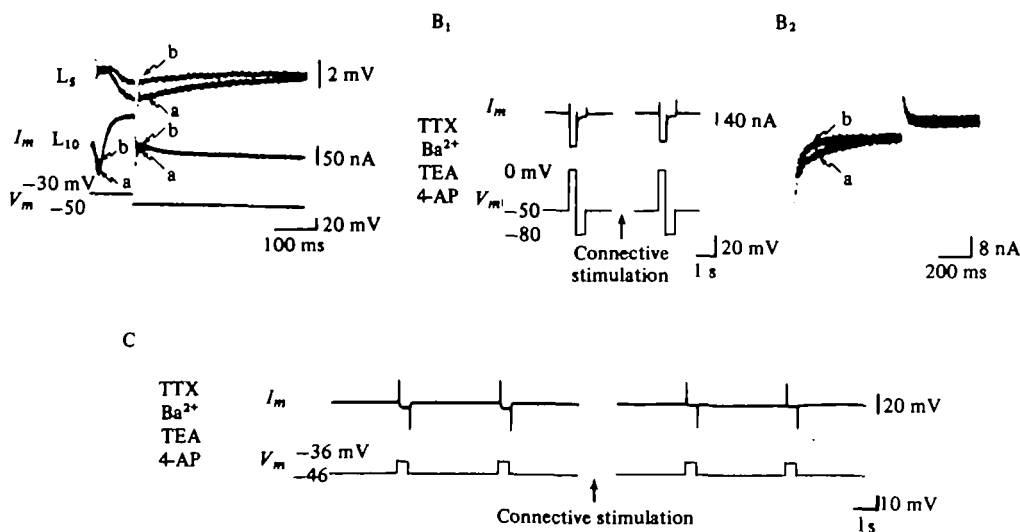 B₁
B₂
Lₛ
b
a
2 mV
Iₘ L₁₀
b
b
a
a
50 nA
−30 mV
Vₘ −50
20 mV
100 ms
TTX
Ba²⁺
TEA
4-AP
Iₘ
40 nA
0 mV
Vₘ
−50
−80
Connective
stimulation
20 mV
1 s
b
a
8 nA
200 ms
C
TTX
Ba²⁺
TEA
4-AP
Iₘ
20 mV
−36 mV
Vₘ
−46
Connective stimulation
10 mV
1s